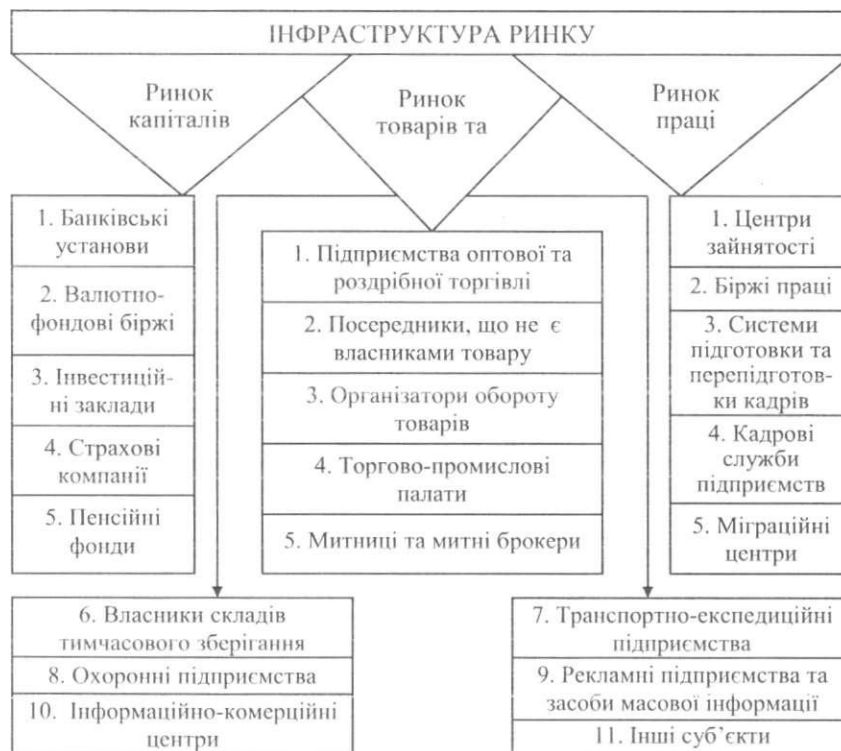 ІНФРАСТРУКТУРА РИНКУ
Ринок
капіталів
Ринок
товарів та
Ринок
праці
1. Банківські
установи
2. Валютно-
фондові біржі
3. Інвестицій-
ні заклади
4. Страхові
компанії
5. Пенсійні
фонди
1. Підприємства оптової та
роздрібної торгівлі
2. Посередники, що не є
власниками товару
3. Організатори обороту
товарів
4. Торгово-промислові
палати
5. Митниці та митні брокери
1. Центри
зайнятості
2. Біржі праці
3. Системи
підготовки та
перепідготов-
ки кадрів
4. Кадрові
служби
підприємств
5. Міграційні
центри
6. Власники складів
тимчасового зберігання
8. Охоронні підприємства
10. Інформаційно-комерційні
центри
7. Транспортно-експедиційні
підприємства
9. Рекламні підприємства та
засоби масової інформації
11. Інші суб’єкти